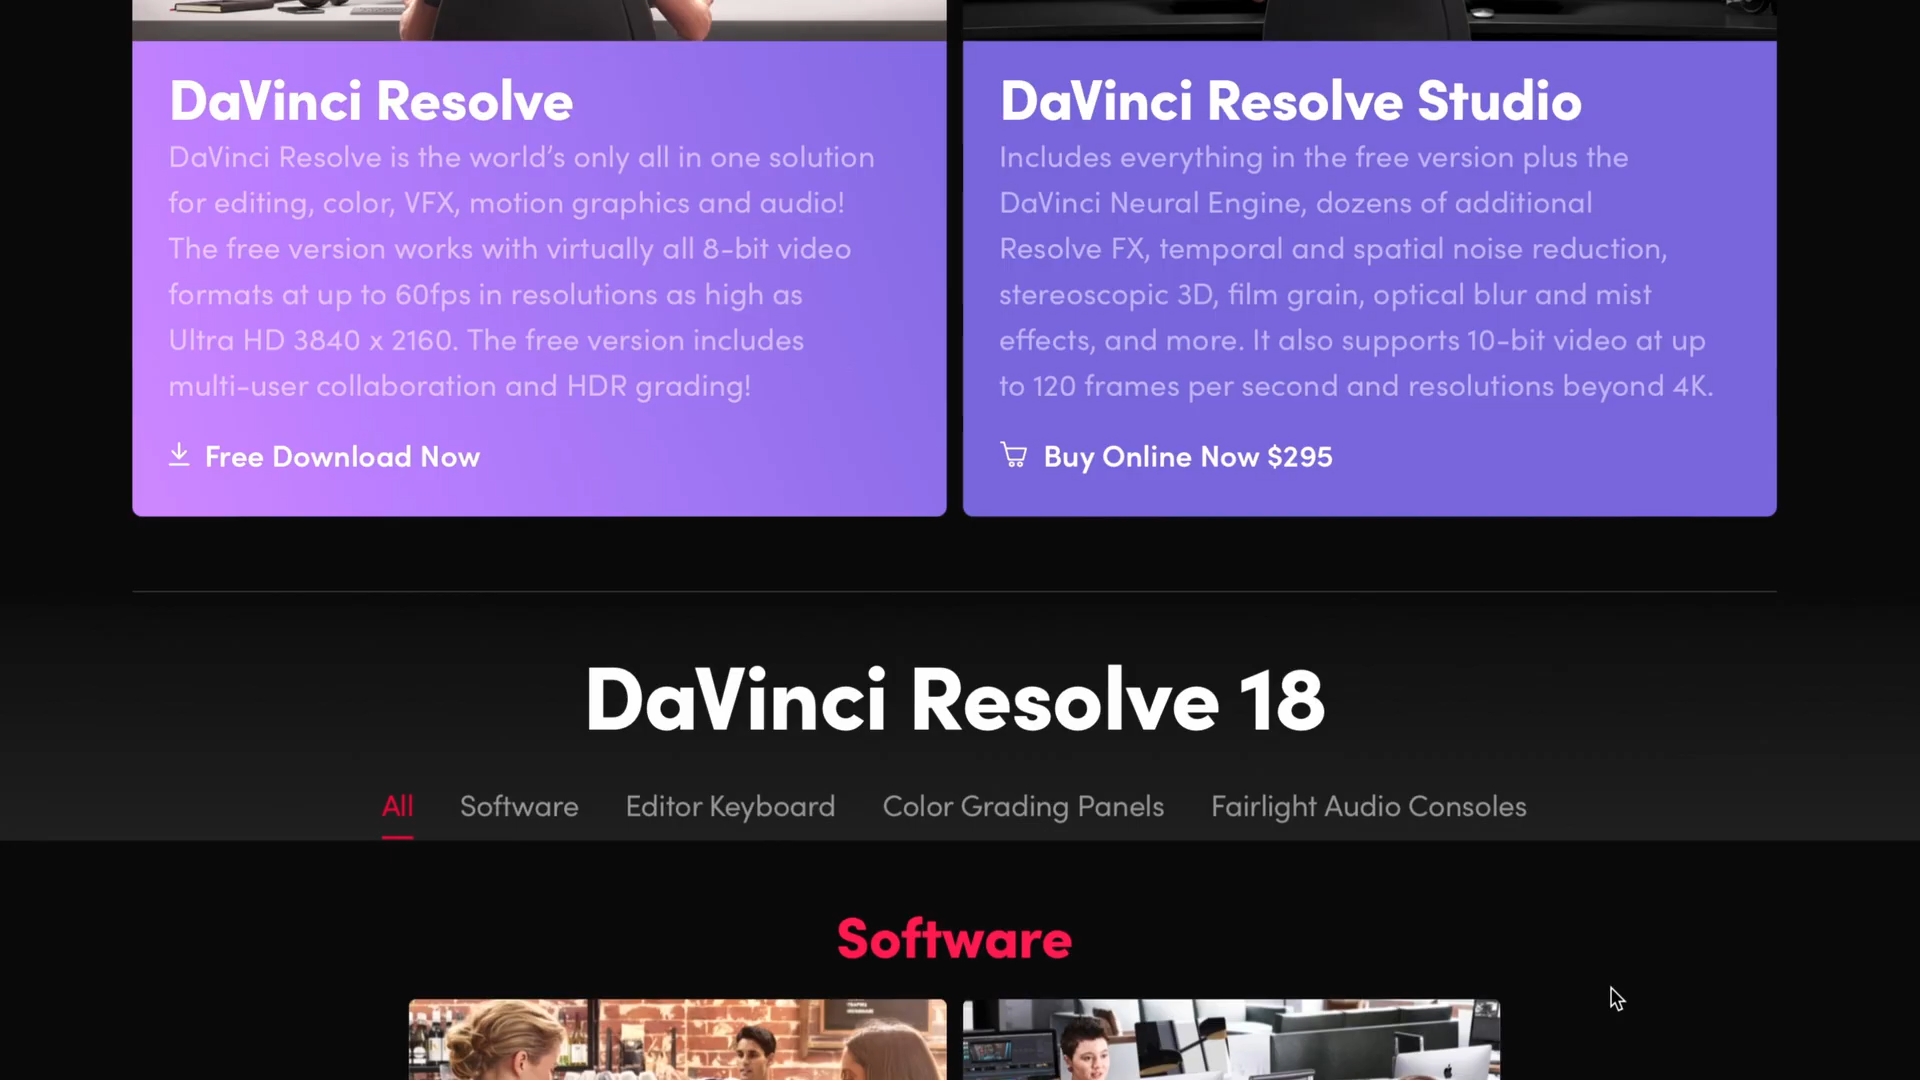 DaVinci Resolve
DaVinci Resolve is the world’s only all in one solution
for editing, color, VFX, motion graphics and audio!
The free version works with virtually all 8-bit video
formats at up to 60fps in resolutions as high as
Ultra HD 3840 x 2160. The free version includes
multi-user collaboration and HDR grading!
Free Download Now
DaVinci Resolve Studio
Includes everything in the free version plus the
DaVinci Neural Engine, dozens of additional
Resolve FX, temporal and spatial noise reduction,
stereoscopic 3D, film grain, optical blur and mist
effects, and more. It also supports 10-bit video at up
to 120 frames per second and resolutions beyond 4K.
Buy Online Now $295
DaVinci Resolve 18
All Software Editor Keyboard Color Grading Panels Fairlight Audio Consoles
Software